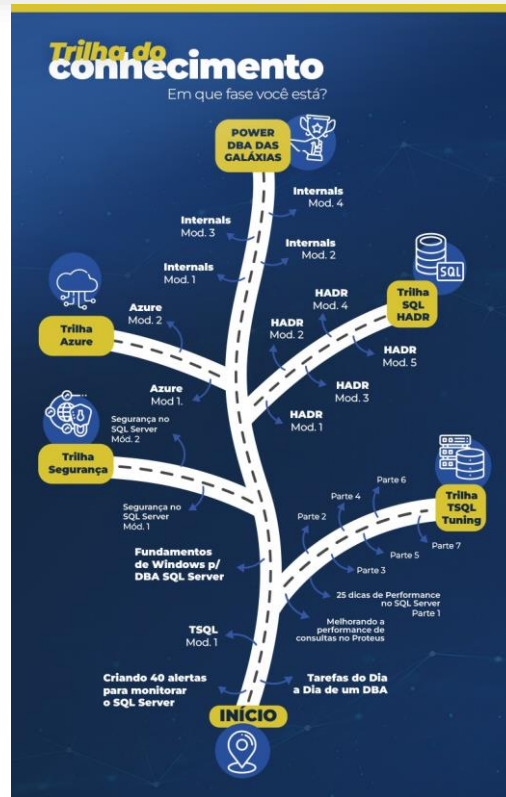 Trilha do
conhecimento
Em que fase você está?
POWER
DBA DAS
GALÁXIAS
Internals
Mod. 4
Internals
Mod. 3
Internals
Mod. 2
Internals
Mod. 1
SQL
Trilha
SQL
HADR
HADR
Mod. 4
HADR
Mod. 2
HADR
Mod. 5
HADR
Mod. 3
HADR
Mod. 1
Azure
Mod. 2
Trilha
Azure
Azure
Mod 1.
Segurança no
SQL Server
Mód. 2
Trilha
Segurança
Segurança no
SQL Server
Mód. 1
Trilha
TSQL
Tuning
Parte 6
Parte 4
Parte 2
Parte 7
Parte 5
Parte 3
25 dicas de Performance
no SQL Server
Parte 1
Melhorando a
performance de
consultas no Proteus
Fundamentos
de Windows p/
DBA SQL Server
TSQL
Mod. 1
Criando 40 alertas
para monitorar
o SQL Server
Tarefas do Dia
a Dia de um DBA
INÍCIO